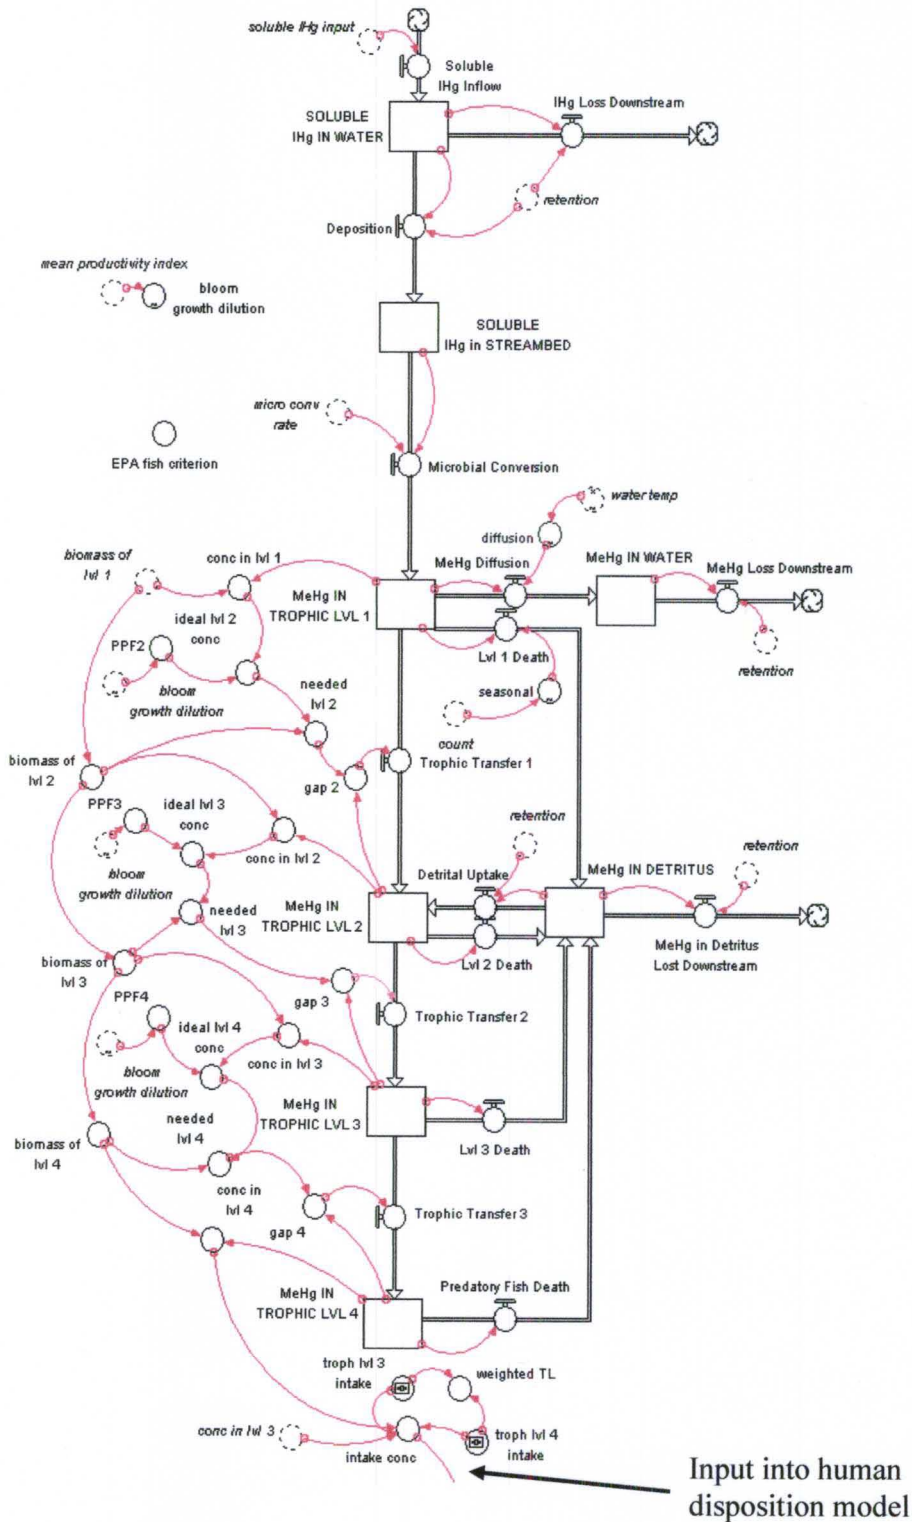 soluble IHg input
Soluble
IHg Inflow
SOLUBLE
IHg IN WATER
IHg Loss Downstream
retention
Deposition
mean productivity index
bloom
growth dilution
SOLUBLE
IHg in STREAMBED
micro conv
rate
EPA fish criterion
Microbial Conversion
water temp
diffusion
biomass of
lvl 1
conc in lvl 1
MeHg Diffusion
MeHg IN WATER
MeHg Loss Downstream
MeHg IN
TROPHIC LVL 1
ideal lvl 2
conc
PPF2
Lvl 1 Death
retention
bloom
growth dilution
needed
lvl 2
seasonal
count
biomass of
lvl 2
gap 2
Trophic Transfer 1
PPF3
ideal lvl 3
conc
retention
bloom
growth dilution
conc in lvl 2
Detrital Uptake
MeHg IN DETRITUS
retention
needed
lvl 3
MeHg IN
TROPHIC LVL 2
biomass of
lvl 3
Lvl 2 Death
MeHg in Detritus
Lost Downstream
PPF4
gap 3
Trophic Transfer 2
ideal lvl 4
conc
conc in lvl 3
bloom
growth dilution
MeHg IN
TROPHIC LVL 3
needed
lvl 4
biomass of
lvl 4
Lvl 3 Death
conc in
lvl 4
gap 4
Trophic Transfer 3
MeHg IN
TROPHIC LVL 4
Predatory Fish Death
troph lvl 3
intake
weighted TL
conc in lvl 3
intake conc
troph lvl 4
intake
Input into human
disposition model